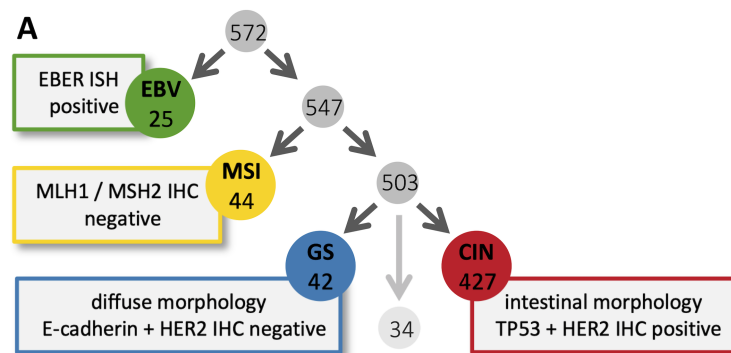 A
572
EBER ISH
positive
EBV
25
547
MLH1 / MSH2 IHC
negative
MSI
44
503
GS
42
CIN
427
diffuse morphology
E-cadherin + HER2 IHC negative
34
intestinal morphology
TP53 + HER2 IHC positive